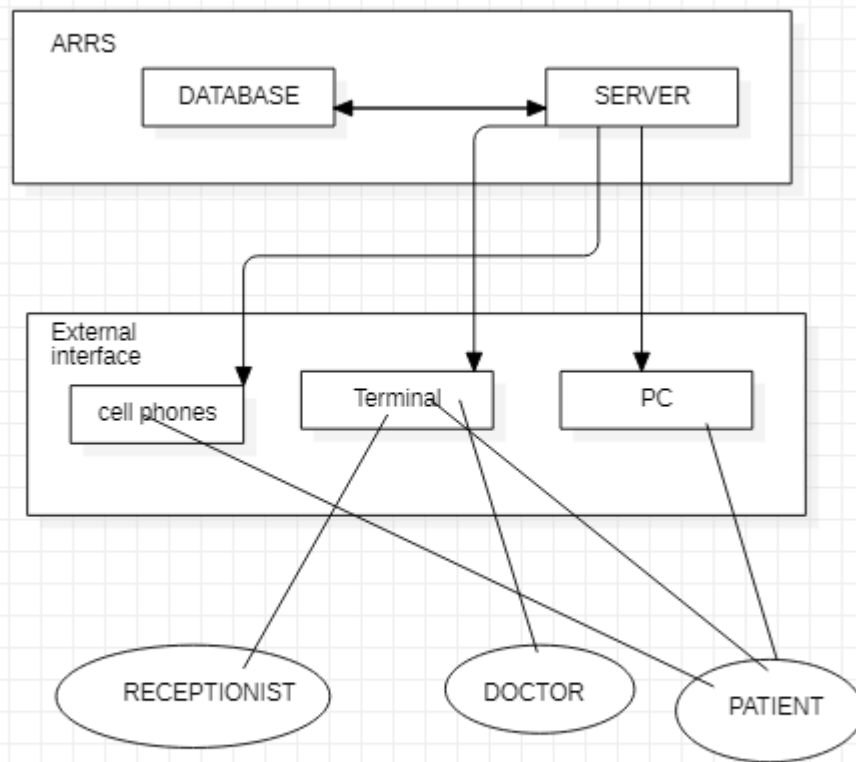 ARRS
DATABASE
SERVER
External
interface
cell phones
Terminal
PC
RECEPTIONIST
DOCTOR
PATIENT